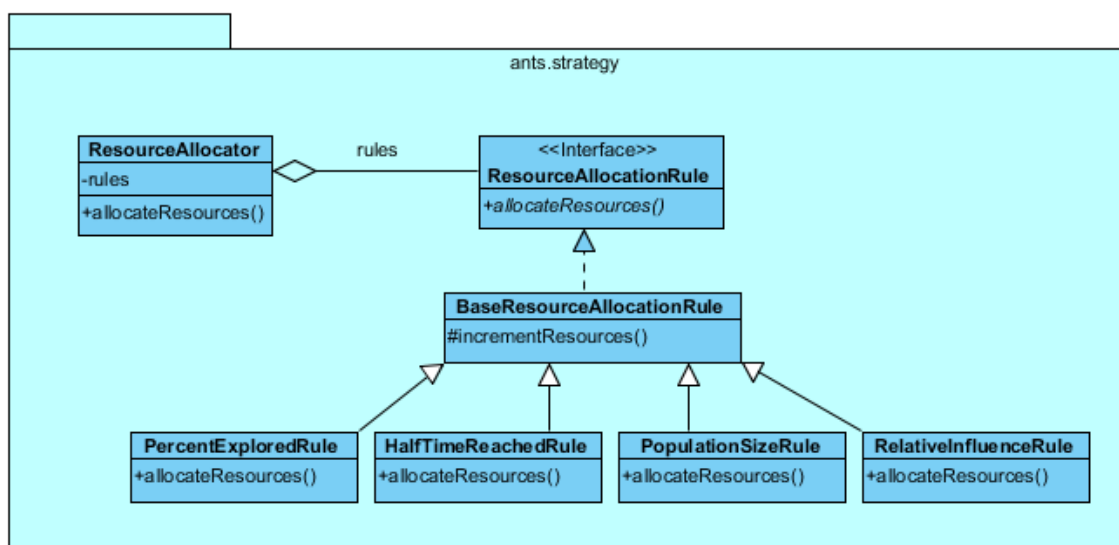 ants.strategy
ResourceAllocator
-rules
+allocateResources()
rules
<<Interface>>
ResourceAllocationRule
+allocateResources()
BaseResourceAllocationRule
#incrementResources()
PercentExploredRule
+allocateResources()
HalfTimeReachedRule
+allocateResources()
PopulationSizeRule
+allocateResources()
RelativeInfluenceRule
+allocateResources()